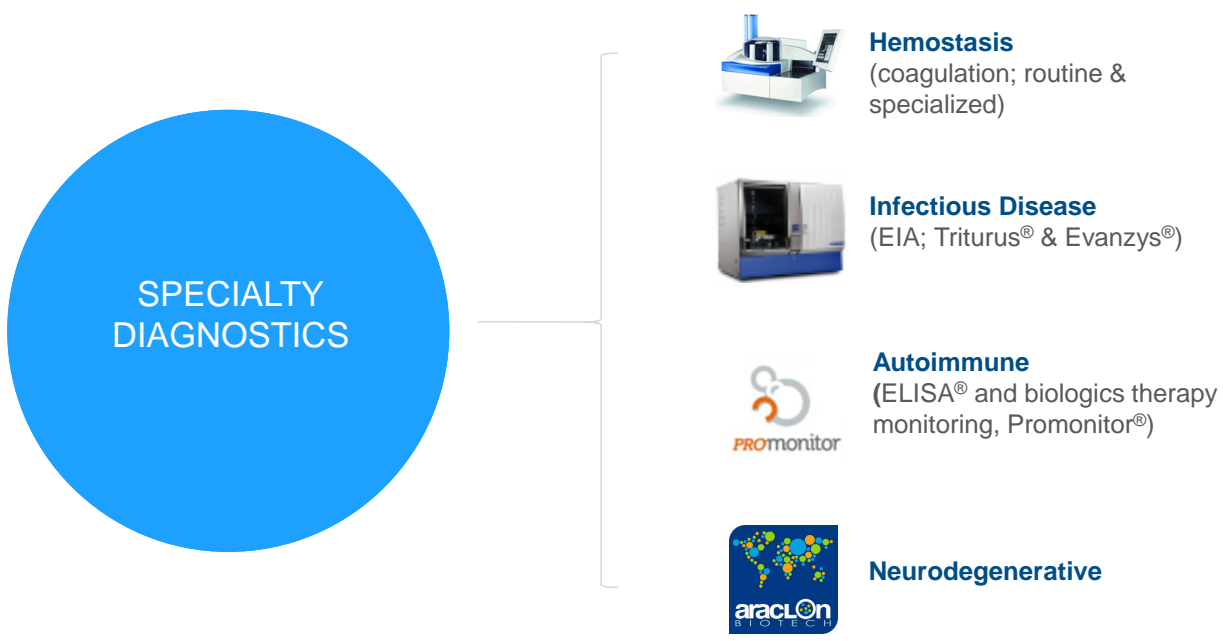 SPECIALTY
DIAGNOSTICS
Hemostasis
(coagulation; routine &
specialized)
Infectious Disease
(EIA; Triturus® & Evanzys®)
Autoimmune
(ELISA® and biologics therapy
monitoring, Promonitor®)
PROmonitor
Neurodegenerative
aracLOn
BIOTECH